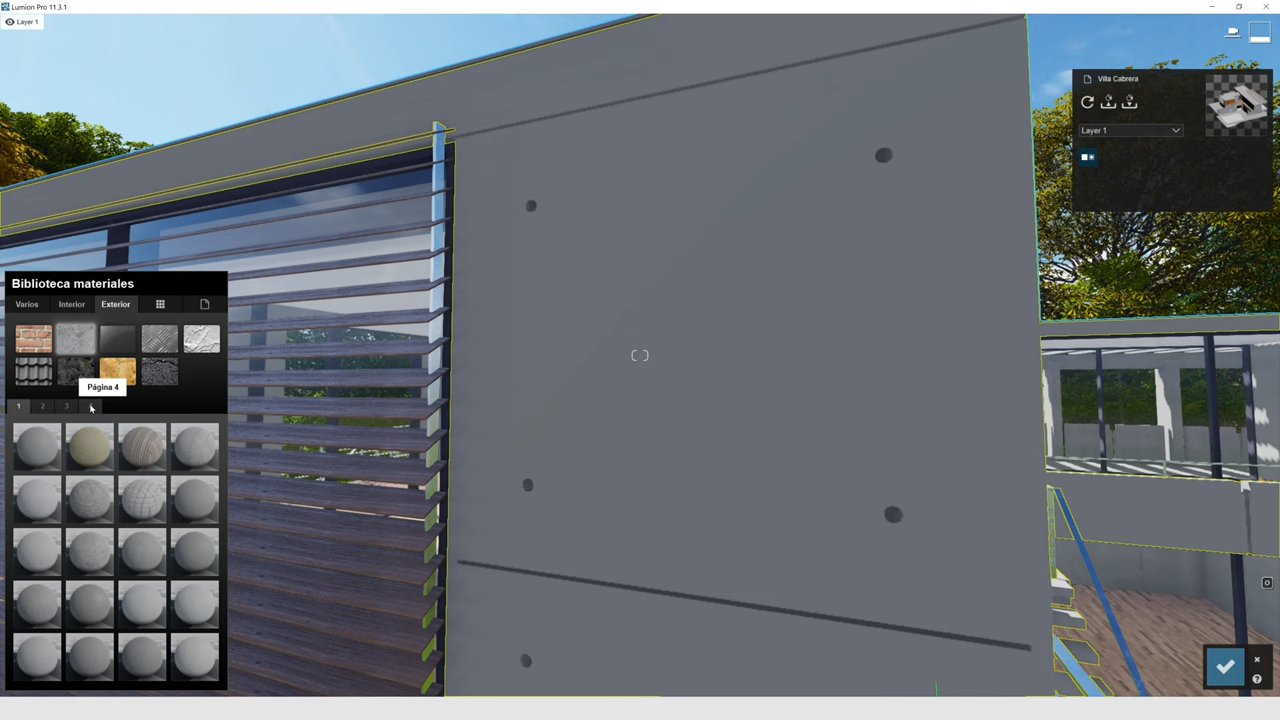 Lumion Pro 11.3.1
Layer 1
Villa Cabrera
Layer 1
Biblioteca materiales
Varios Interior Exterior
Página 4
1 2 3